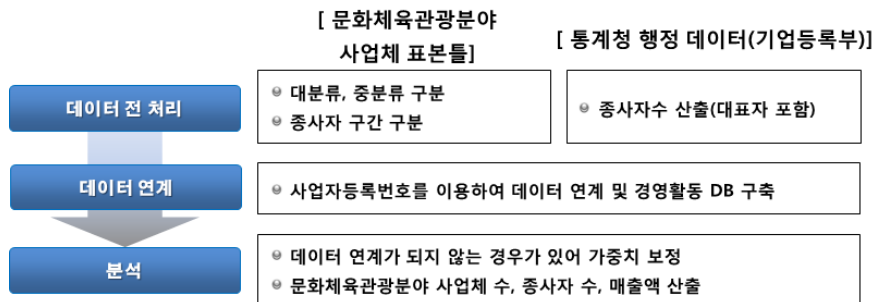 [ 문화체육관광분야
사업체 표본틀]
[ 통계청 행정 데이터(기업등록부)]
데이터 전 처리
대분류, 중분류 구분
종사자 구간 구분
종사자수 산출(대표자 포함)
데이터 연계
사업자등록번호를 이용하여 데이터 연계 및 경영활동 DB 구축
분석
데이터 연계가 되지 않는 경우가 있어 가중치 보정
문화체육관광분야 사업체 수, 종사자 수, 매출액 산출